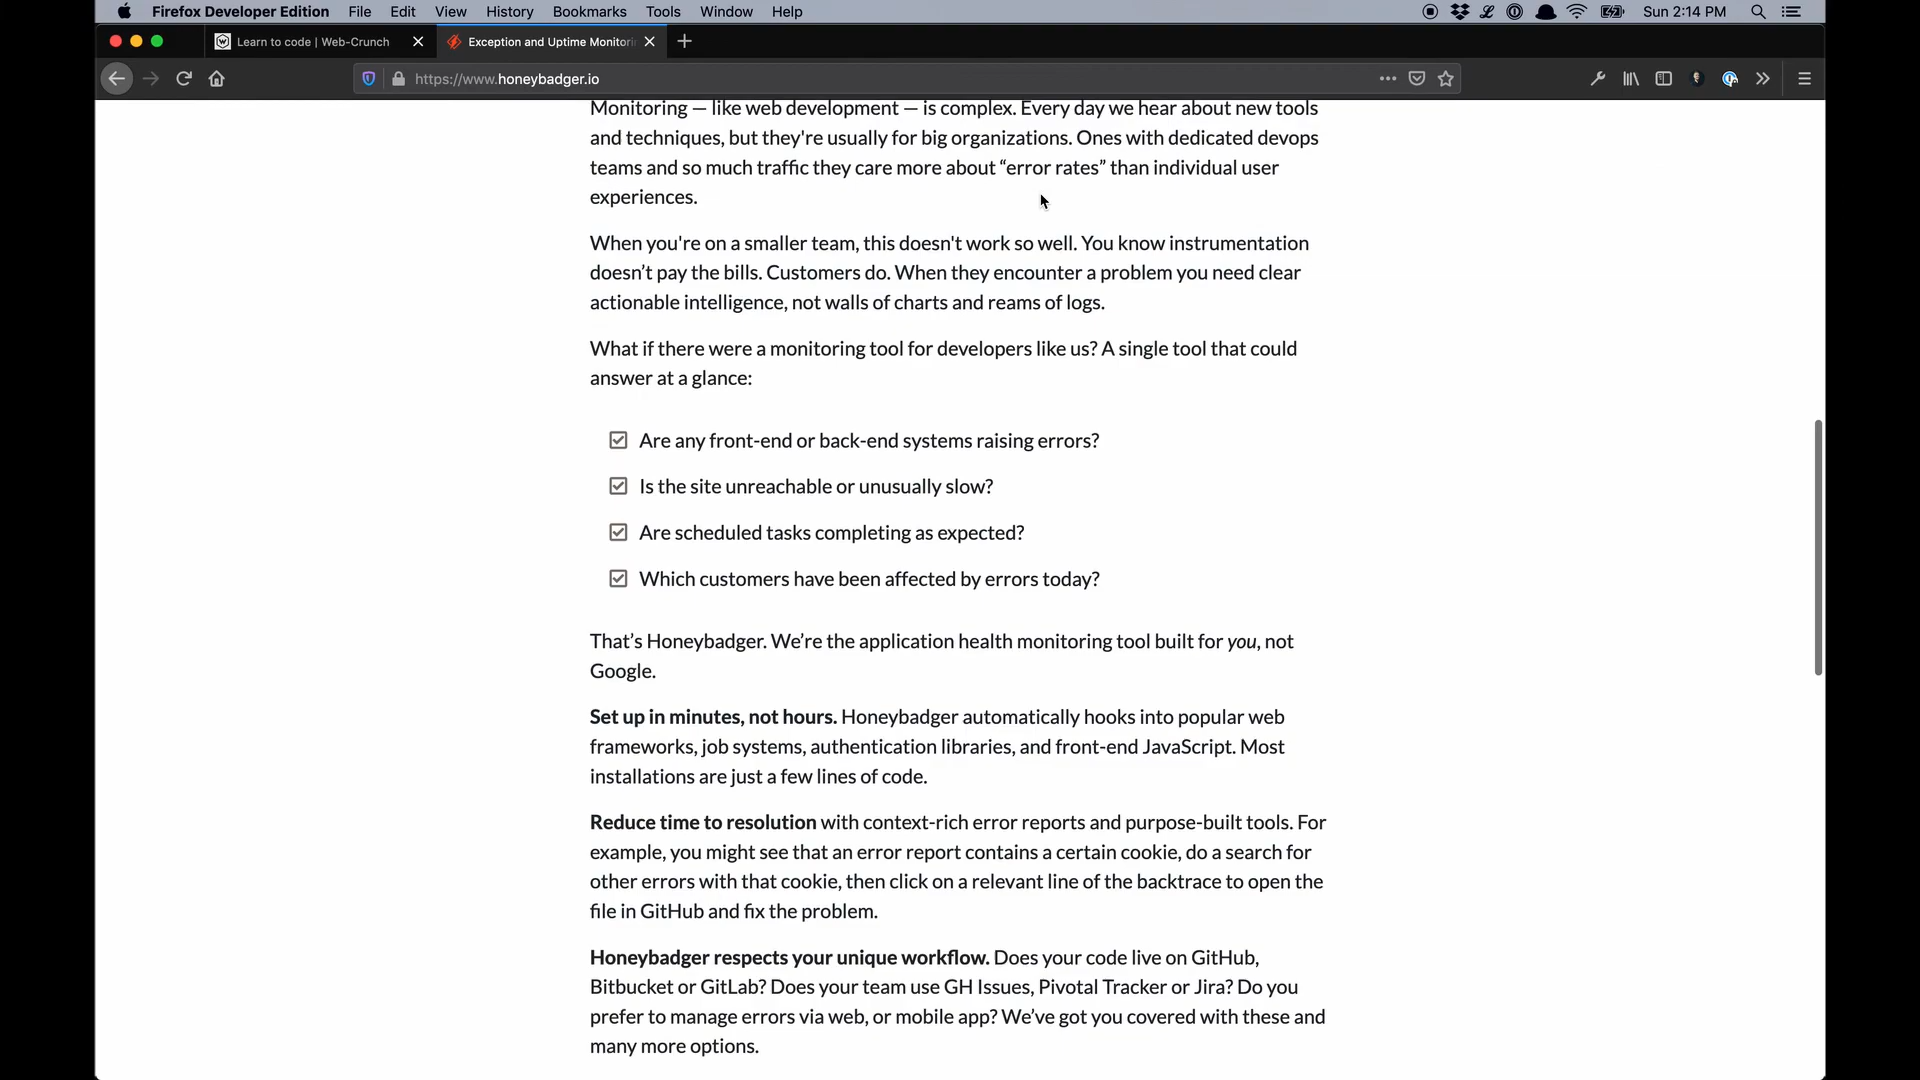 Firefox Developer Edition File Edit View History Bookmarks Tools Window Help Sun 2:14 PM
Learn to code | Web-Crunch Exception and Uptime Monitorin
https://www.honeybadger.io
Monitoring — like web development — is complex. Every day we hear about new tools
and techniques, but they're usually for big organizations. Ones with dedicated devops
teams and so much traffic they care more about “error rates” than individual user
experiences.
When you're on a smaller team, this doesn't work so well. You know instrumentation
doesn’t pay the bills. Customers do. When they encounter a problem you need clear
actionable intelligence, not walls of charts and reams of logs.
What if there were a monitoring tool for developers like us? A single tool that could
answer at a glance:
Are any front-end or back-end systems raising errors?
Is the site unreachable or unusually slow?
Are scheduled tasks completing as expected?
Which customers have been affected by errors today?
That’s Honeybadger. We’re the application health monitoring tool built for you, not
Google.
Set up in minutes, not hours. Honeybadger automatically hooks into popular web
frameworks, job systems, authentication libraries, and front-end JavaScript. Most
installations are just a few lines of code.
Reduce time to resolution with context-rich error reports and purpose-built tools. For
example, you might see that an error report contains a certain cookie, do a search for
other errors with that cookie, then click on a relevant line of the backtrace to open the
file in GitHub and fix the problem.
Honeybadger respects your unique workflow. Does your code live on GitHub,
Bitbucket or GitLab? Does your team use GH Issues, Pivotal Tracker or Jira? Do you
prefer to manage errors via web, or mobile app? We’ve got you covered with these and
many more options.